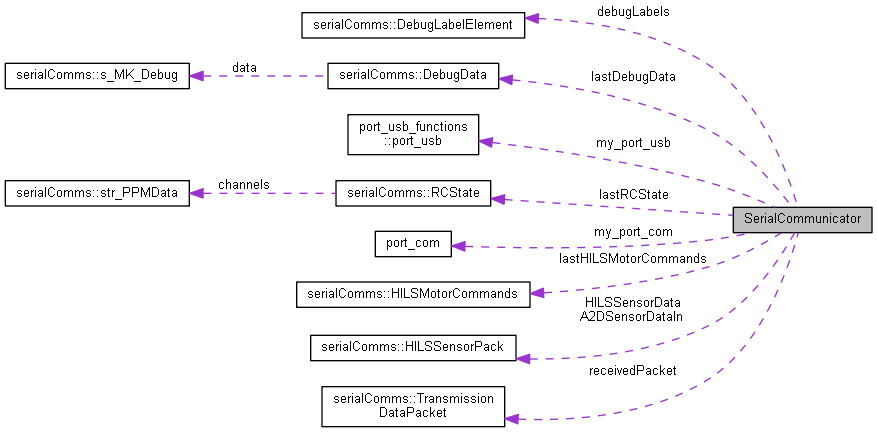 debugLabels
serialComms::DebugLabelElement
data
lastDebugData
serialComms::s_MK_Debug
serialComms::DebugData
port_usb_functions
::port_usb
my_port_usb
channels
lastRCState
serialComms::str_PPMData
serialComms::RCState
SerialCommunicator
my_port_com
port_com
lastHILSMotorCommands
serialComms::HILSMotorCommands
HILSSensorData
A2DSensorDataIn
serialComms::HILSSensorPack
receivedPacket
serialComms::Transmission
DataPacket